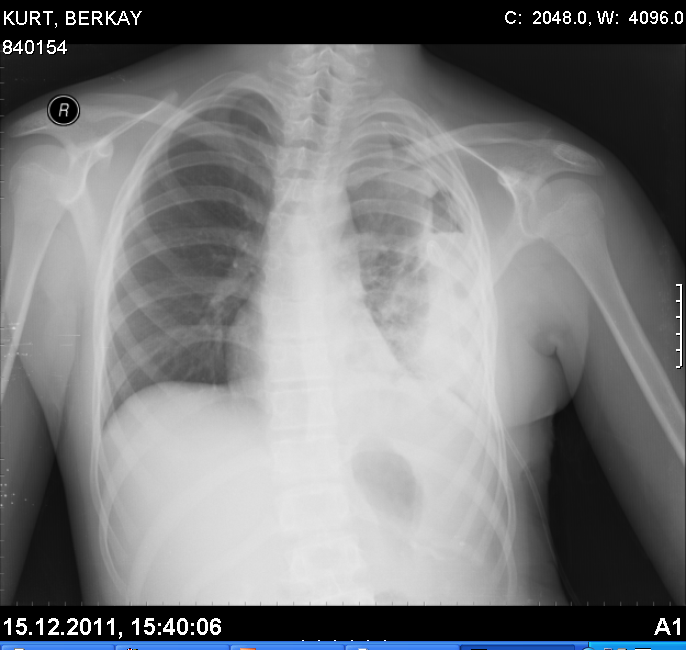 KURT, BERKAY
C: 2048.0, W: 4096.0
840154
R
15.12.2011, 15:40:06
A1